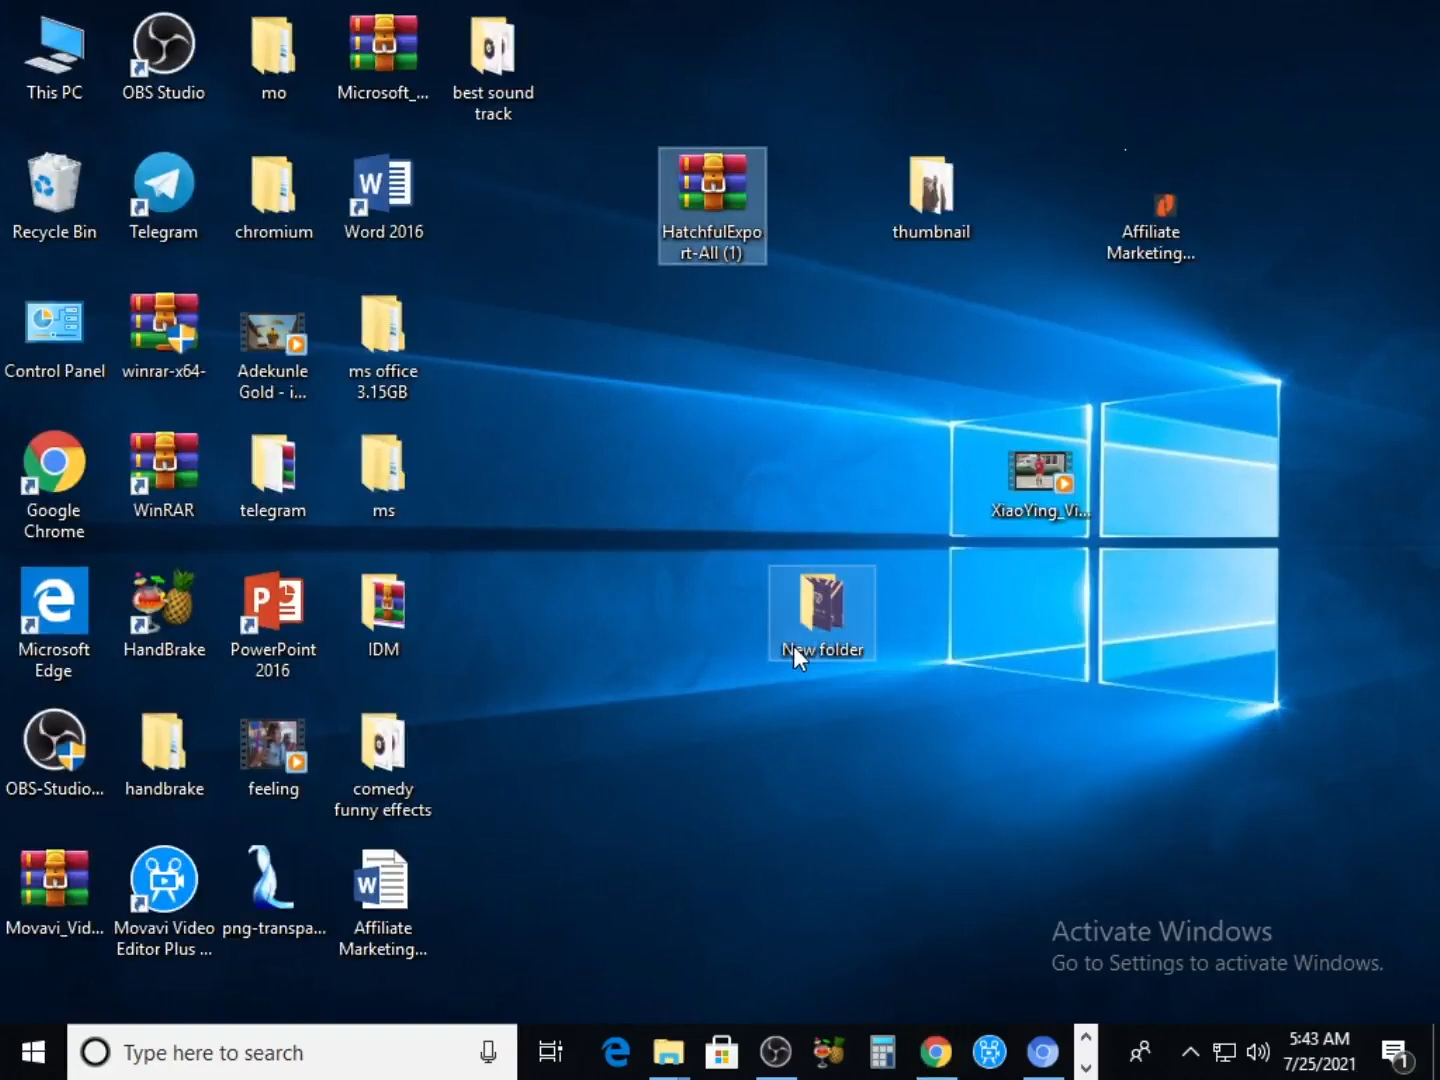 This PC
OBS Studio
mo
Microsoft_...
best sound
track
Recycle Bin
Telegram
chromium
Word 2016
HatchfulExpo
rt-All (1)
thumbnail
Affiliate
Marketing...
Control Panel
winrar-x64-
Adekunle
Gold - i...
ms office
3.15GB
Google
Chrome
WinRAR
telegram
ms
XiaoYing_Vi...
Microsoft
Edge
HandBrake
PowerPoint
2016
IDM
New folder
OBS-Studio...
handbrake
feeling
comedy
funny effects
Movavi_Vid...
Movavi Video
Editor Plus ...
png-transpa...
Affiliate
Marketing...
Activate Windows
Go to Settings to activate Windows.
Type here to search
5:43 AM
7/25/2021
1